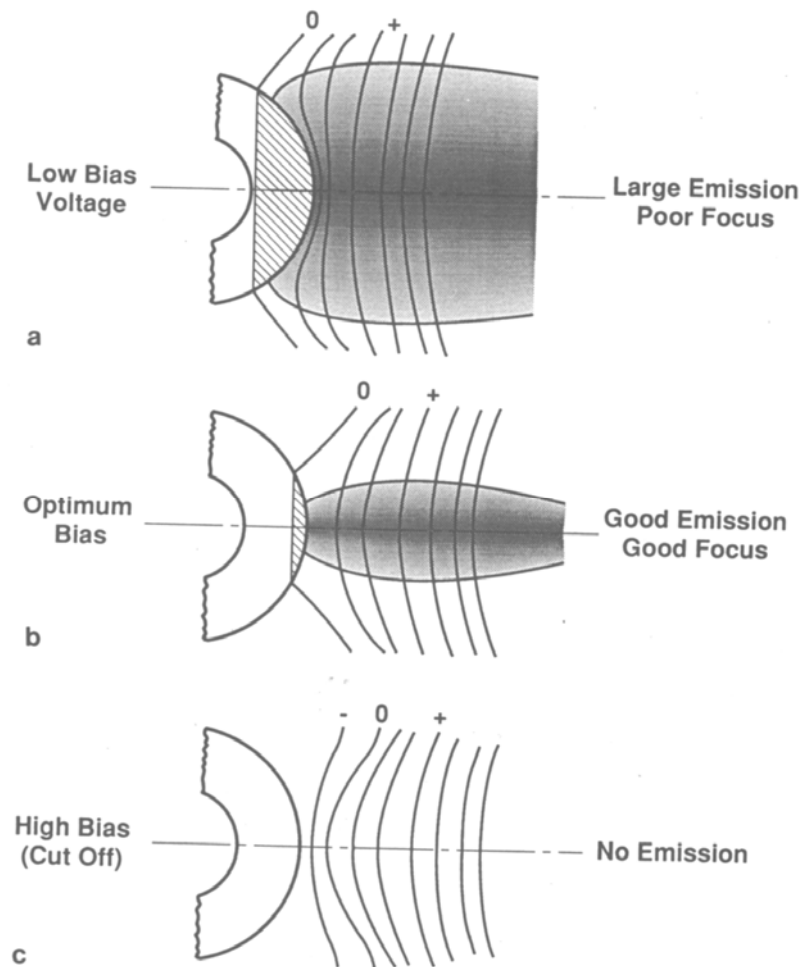 0 +
Low Bias
Voltage
Large Emission
Poor Focus
a
0 +
Optimum
Bias
Good Emission
Good Focus
b
- 0 +
High Bias
(Cut Off)
No Emission
c